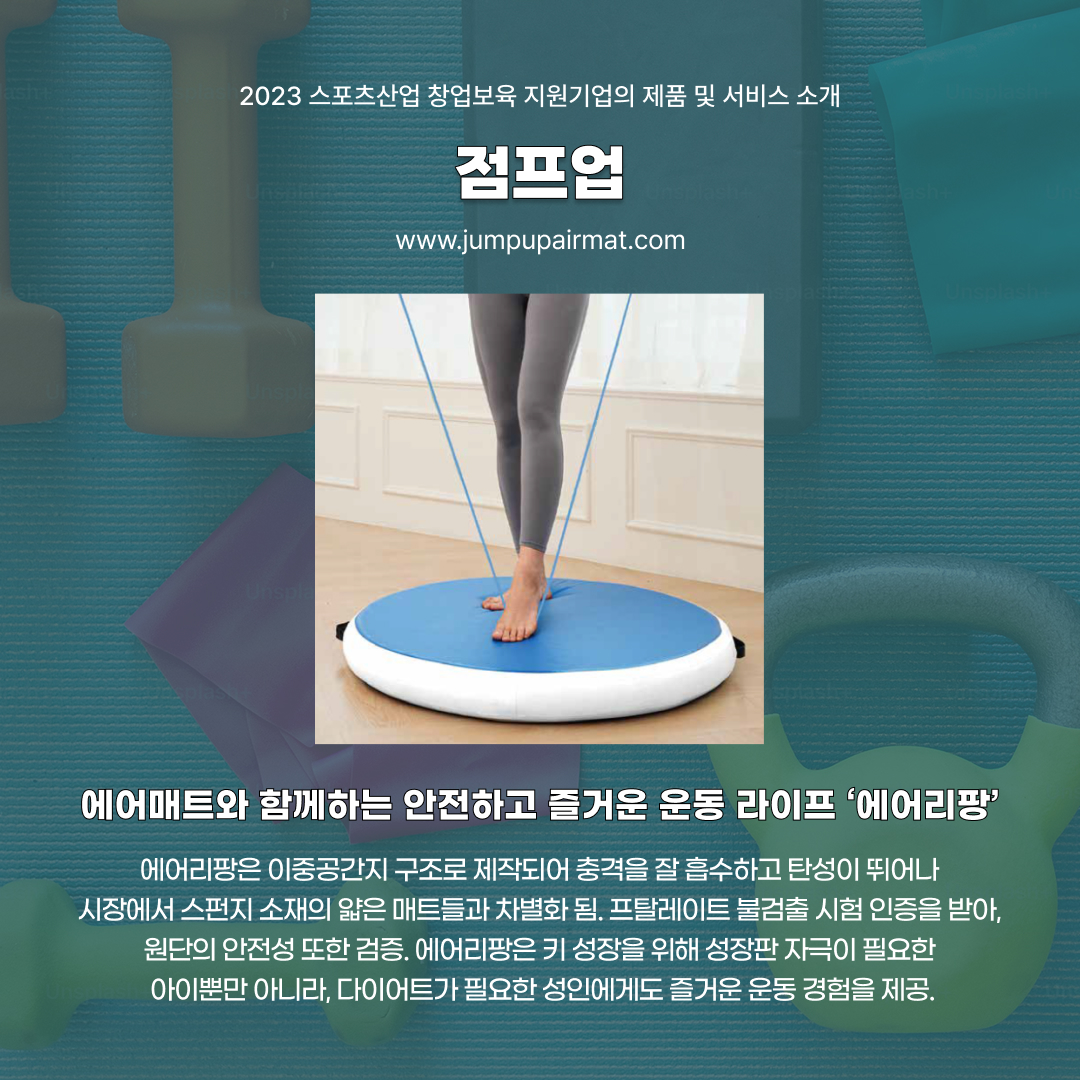 2023 스포츠산업 창업보육 지원기업의 제품 및 서비스 소개
점프업
www.jumpupairmat.com
에어매트와 함께하는 안전하고 즐거운 운동 라이프 ‘에어리팡’
에어리팡은 이중공간지 구조로 제작되어 충격을 잘 흡수하고 탄성이 뛰어나
시장에서 스펀지 소재의 얇은 매트들과 차별화 됨. 프탈레이트 불검출 시험 인증을 받아,
원단의 안전성 또한 검증. 에어리팡은 키 성장을 위해 성장판 자극이 필요한
아이뿐만 아니라, 다이어트가 필요한 성인에게도 즐거운 운동 경험을 제공.